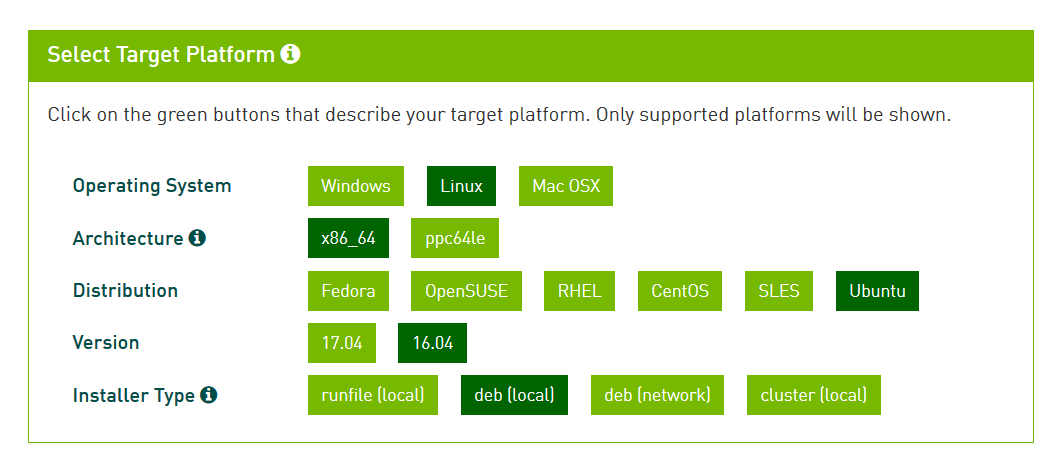 Select Target Platform
Click on the green buttons that describe your target platform. Only supported platforms will be shown.
Operating System Windows Linux Mac OSX
Architecture x86_64 ppc64le
Distribution Fedora OpenSUSE RHEL CentOS SLES Ubuntu
Version 17.04 16.04
Installer Type runfile (local) deb (local) deb (network) cluster (local)